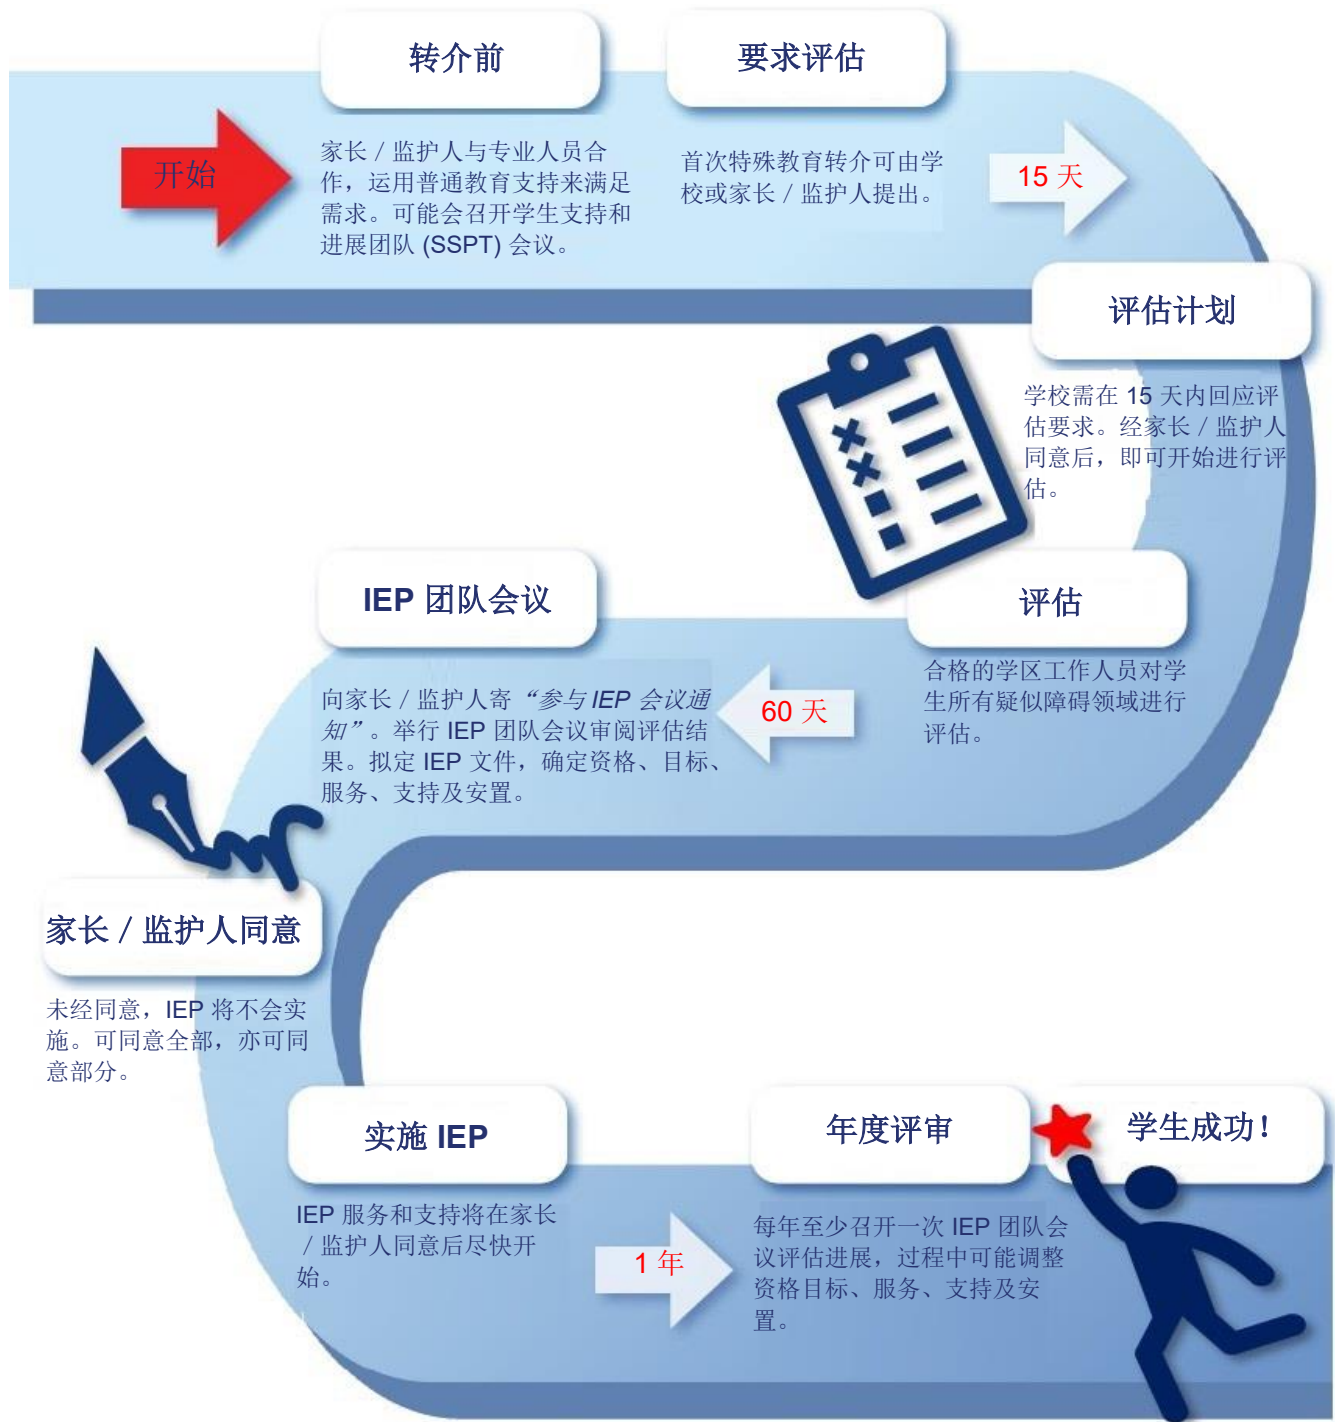 转介前
要求评估
开始
家长 / 监护人与专业人员合
作，运用普通教育支持来满足
需求。可能会召开学生支持和
进展团队 (SSPT) 会议。
首次特殊教育转介可由学
校或家长 / 监护人提出。
15 天
评估计划
学校需在 15 天内回应评
估要求。经家长 / 监护人
同意后，即可开始进行评
估。
评估
合格的学区工作人员对学
生所有疑似障碍领域进行
评估。
60 天
IEP 团队会议
向家长 / 监护人寄“参与 IEP 会议通
知”。举行 IEP 团队会议审阅评估结
果。拟定 IEP 文件，确定资格、目标、
服务、支持及安置。
家长 / 监护人同意
未经同意，IEP 将不会实
施。可同意全部，亦可同
意部分。
实施 IEP
IEP 服务和支持将在家长
/ 监护人同意后尽快开
始。
1 年
年度评审
每年至少召开一次 IEP 团队会
议评估进展，过程中可能调整
资格目标、服务、支持及安
置。
学生成功！